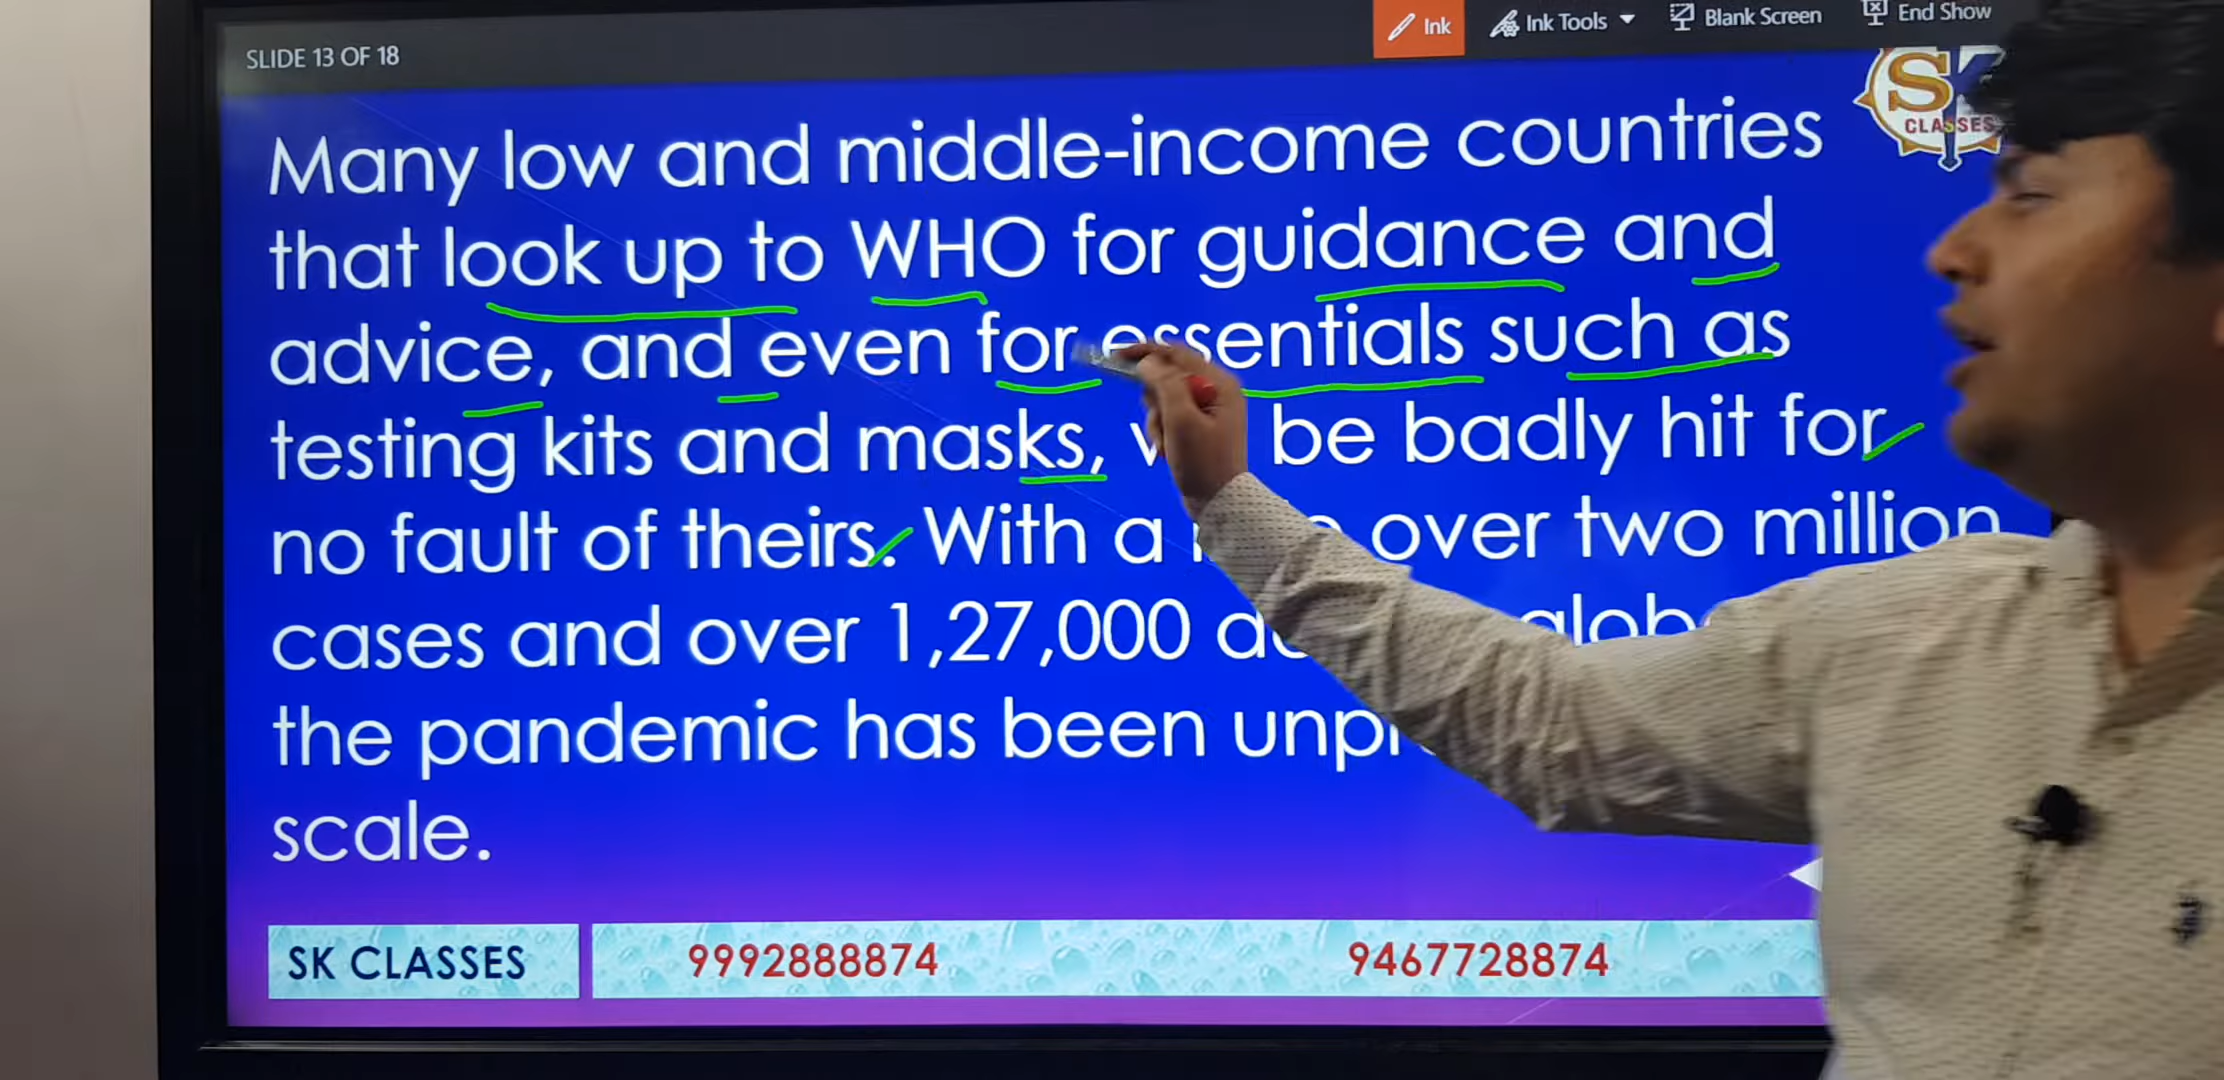 SLIDE 13 OF 18
Ink
Ink Tools
Blank Screen
End Show
S
CLASSES
Many low and middle-income countries
that look up to WHO for guidance and
advice, and even for essentials such as
testing kits and masks, be badly hit for
no fault of theirs. With a over two million
cases and over 1,27,000
the pandemic has been
scale.
SK CLASSES 9992888874 9467728874